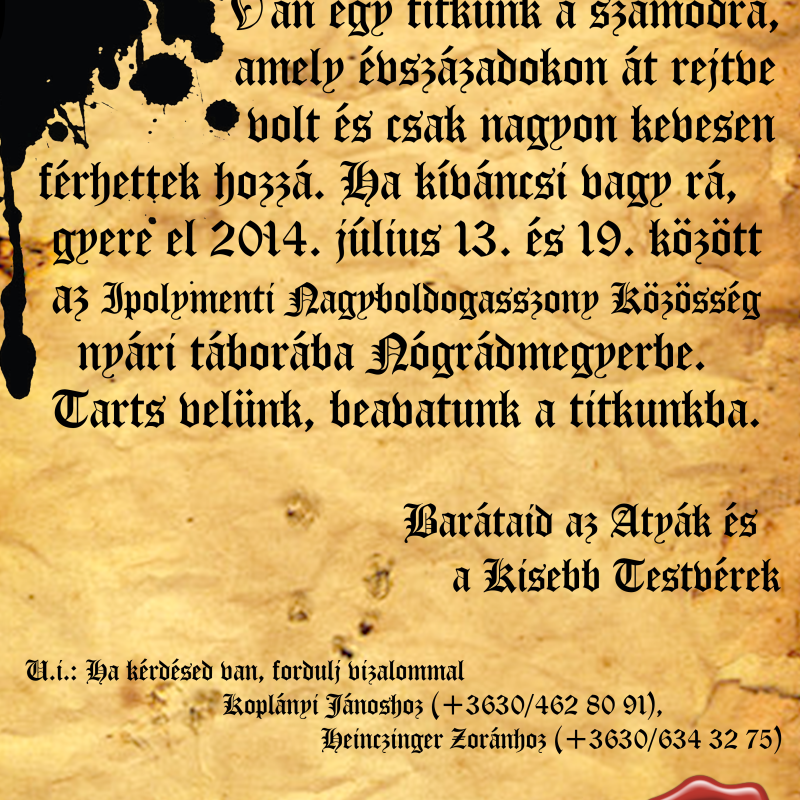 Van egy titkunk a számodra,
amely évszázadokon át rejtve
volt és csak nagyon kevesen
férhettek hozzá. Ha kíváncsi vagy rá,
gyere el 2014. július 13. és 19. között
az Ipolymenti Nagyboldogasszony Közösség
nyári táborába Nógrádmegyerbe.
Tarts velünk, beavatunk a titkunkba.
Barátaid az Atyák és
a Kisebb Testvérek
U.i.: Ha kérdésed van, fordulj vizalommal
Koplányi Jánoshoz (+3630/462 80 91),
Heinczinger Zoránhoz (+3630/634 32 75)